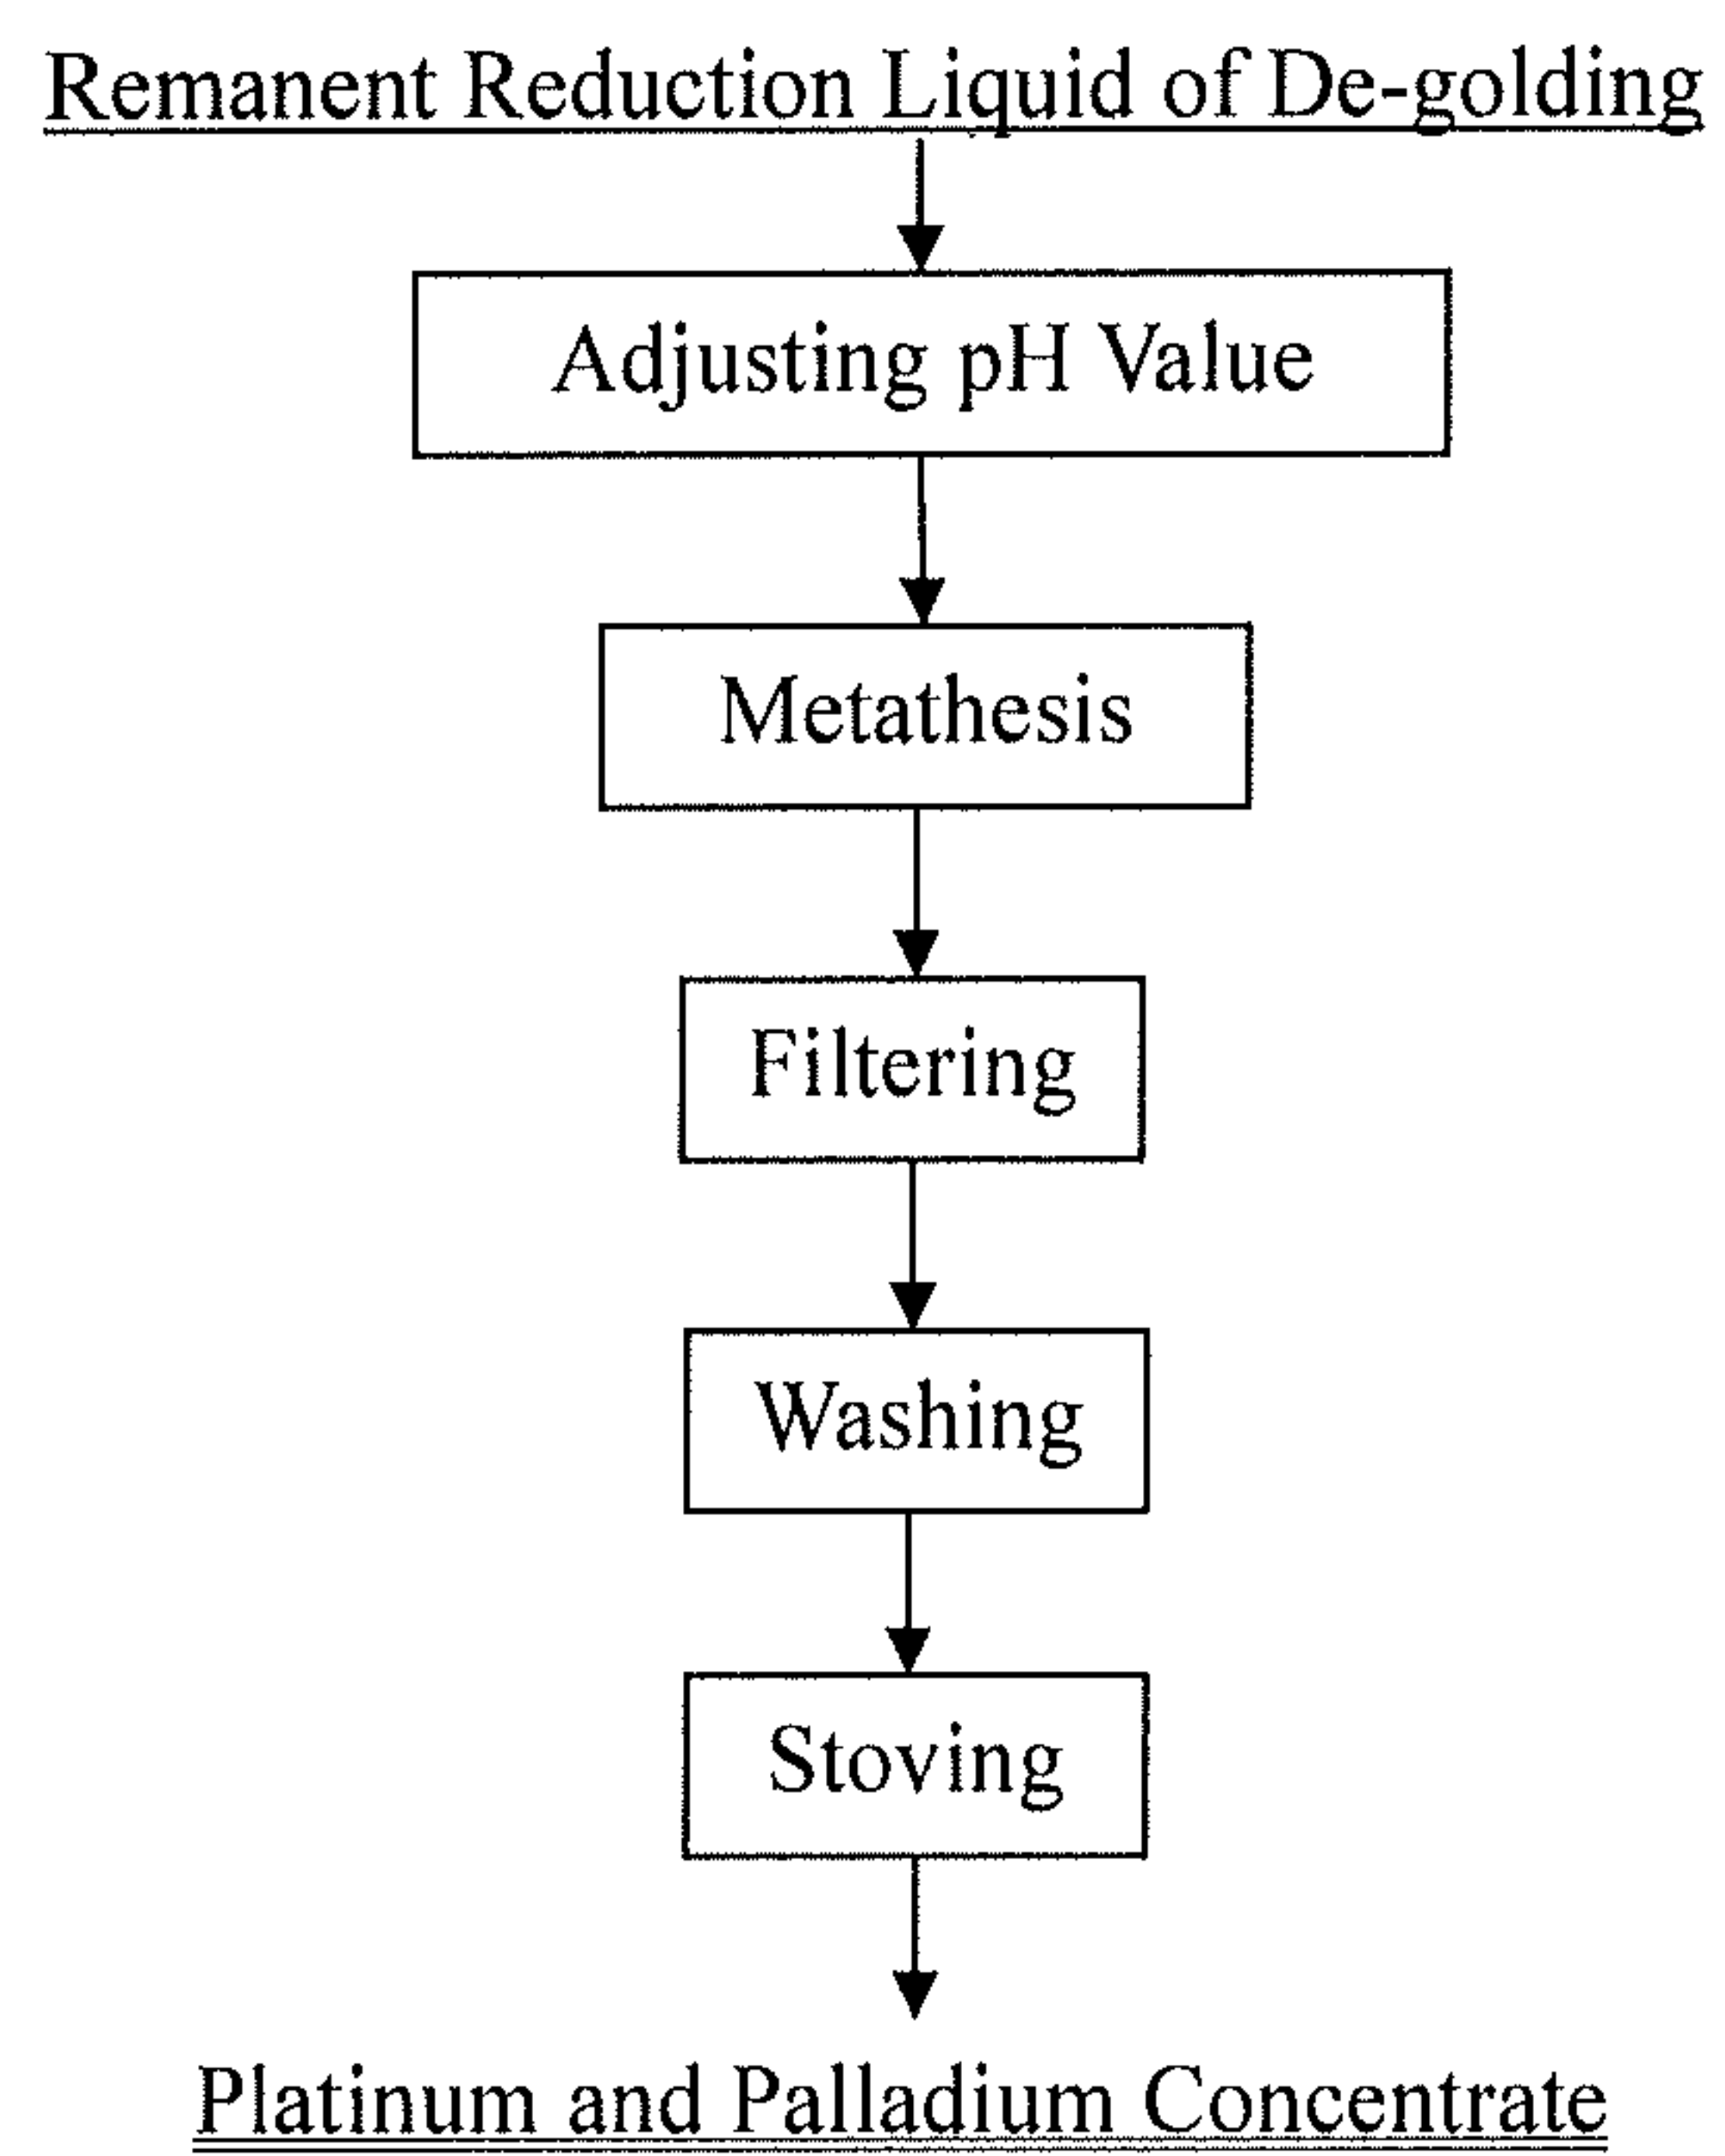 Remanent Reduction Liquid of De-golding
Adjusting pH Value
Metathesis
Filtering
Washing
Stoving
Platinum and Palladium Concentrate